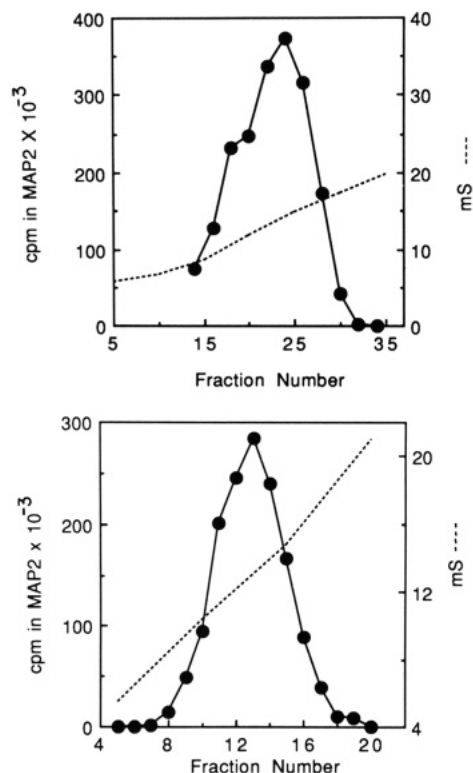 400
300
200
100
0
cpm in MAP2 X 10⁻³
40
30
20
10
0
mS ----
5 15 25 35
Fraction Number
300
200
100
0
cpm in MAP2 x 10⁻³
20
12
4
mS ----
4 8 12 16 20
Fraction Number